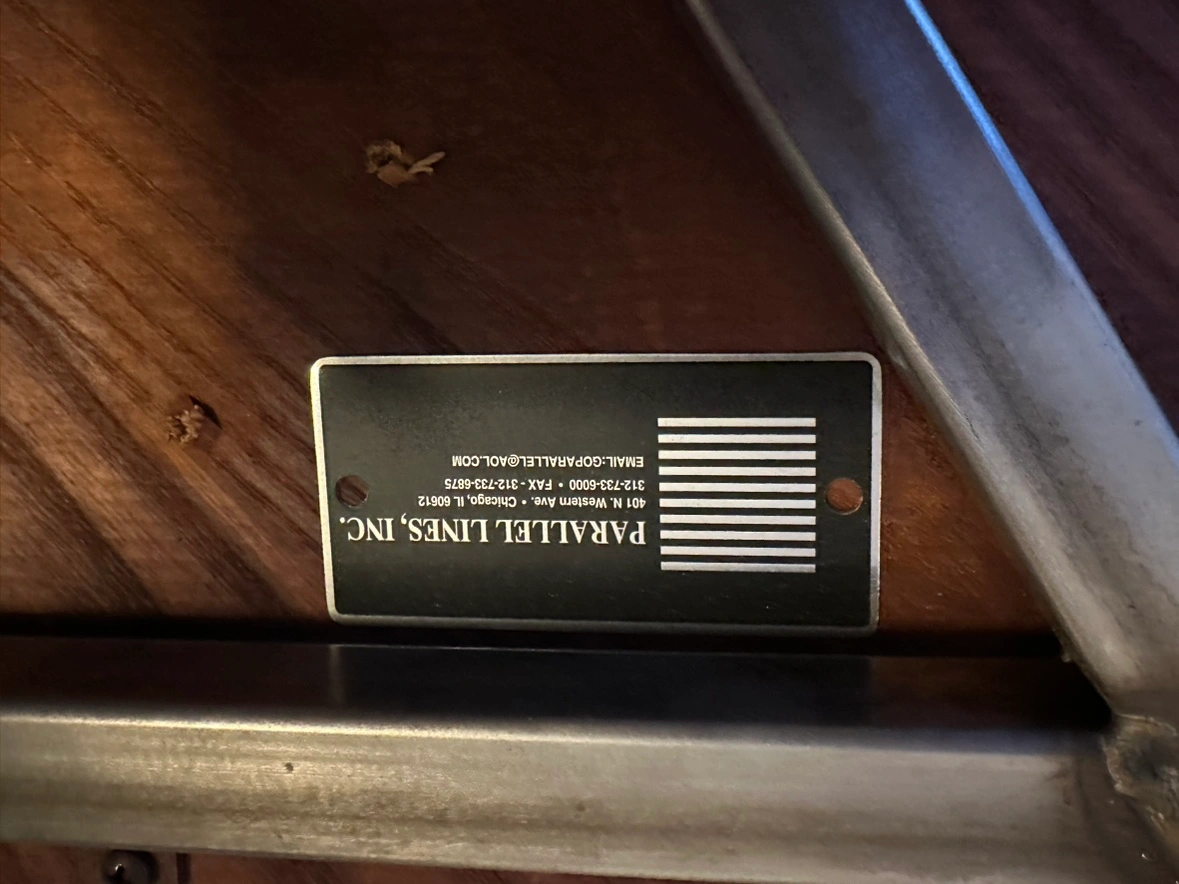 PARALLEL LINES, INC.
401 N. Western Ave. • Chicago, IL 60612
312-733-6000 • FAX - 312-733-6875
EMAIL:GOPARALLEL@AOL.COM